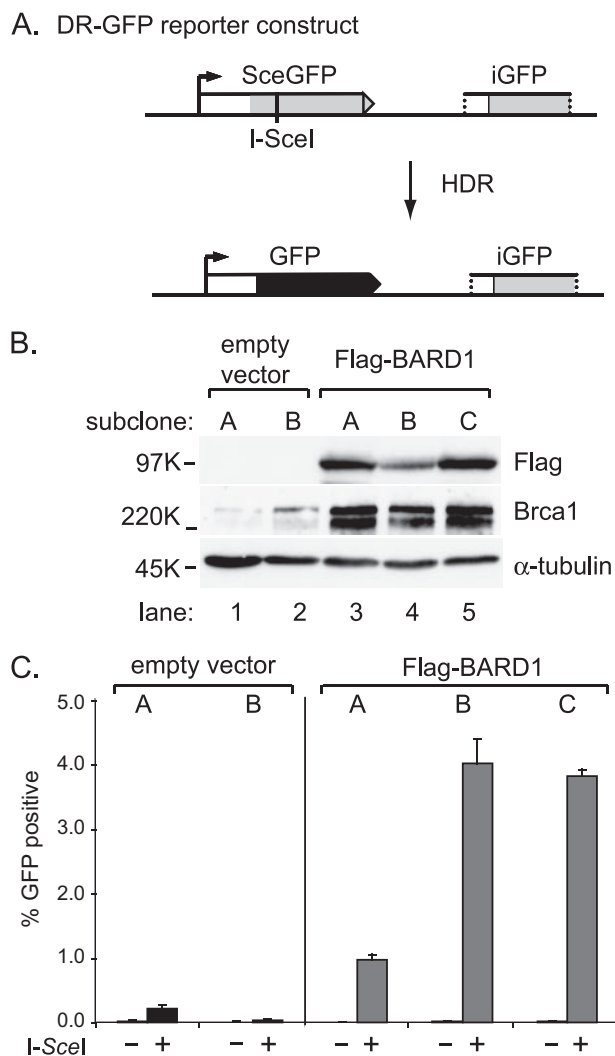 A. DR-GFP reporter construct
SceGFP
iGFP
I-SceI
HDR
GFP
iGFP
B.
empty
vector
Flag-BARD1
subclone: A B A B C
97K
Flag
220K
Brca1
45K
α-tubulin
lane: 1 2 3 4 5
C.
empty vector
Flag-BARD1
A B A B C
5.0
4.0
3.0
2.0
1.0
0.0
% GFP positive
I-SceI − + − + − + − + − +